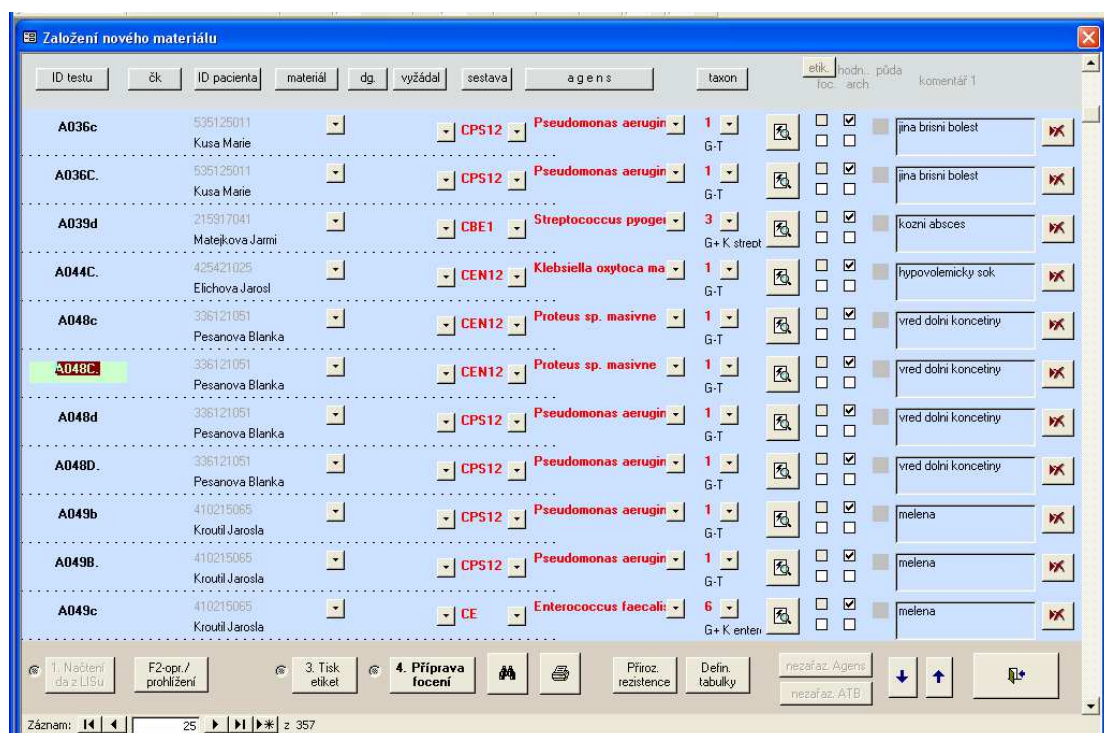 Založení nového materiálu
ID testu čk ID pacienta materiál dg. vyžádal sestava agens taxon etik. hodn.. půda komentář 1
foc. arch
A036c 535125011 CPS12 Pseudomonas aerugin 1 jina brisni bolest
Kusa Marie G-T
A036C. 535125011 CPS12 Pseudomonas aerugin 1 jina brisni bolest
Kusa Marie G-T
A039d 215917041 CBE1 Streptococcus pyoge 3 kozni absces
Matejkova Jarmi G+ K strept
A044C. 425421025 CEN12 Klebsiella oxytoca ma 1 hypovolemicky sok
Elichova Jarosl G-T
A048c 336121051 CEN12 Proteus sp. masivne 1 vred dolni koncetiny
Pesanova Blanka G-T
A048C. 336121051 CEN12 Proteus sp. masivne 1 vred dolni koncetiny
Pesanova Blanka G-T
A048d 336121051 CPS12 Pseudomonas aerugin 1 vred dolni koncetiny
Pesanova Blanka G-T
A048D. 336121051 CPS12 Pseudomonas aerugin 1 vred dolni koncetiny
Pesanova Blanka G-T
A049b 410215065 CPS12 Pseudomonas aerugin 1 melena
Kroutil Jarosla G-T
A049B. 410215065 CPS12 Pseudomonas aerugin 1 melena
Kroutil Jarosla G-T
A049c 410215065 CE Enterococcus faecalis 6 melena
Kroutil Jarosla G+ K enter
1. Načtení F2-opr./ 3. Tisk 4. Příprava Přiroz. Defin. nezařaz. Agens
da z LISu prohlížení etiket focení rezistence tabulky
nezařaz. ATB
Záznam: 25 z 357